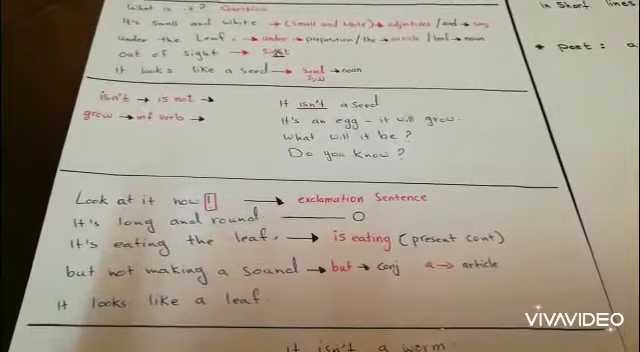 What is it? Question
It's small and white → (small and white) → adjectives / and → conj
under the Leaf. → under → preposition / the → article / leaf → noun
out of sight → sight
It looks like a seed → seed → noun
isn't → is not →
grow → inf verb →
It isn't a seed
It's an egg - it will grow.
What will it be?
Do you know?
Look at it now ! → exclamation Sentence
It's long and round.
It's eating the leaf. → is eating (present cont)
but not making a sound → but → conj a → article
It looks like a leaf
it isn't a worm
in short lines
* poet : a
VIVAVIDEO